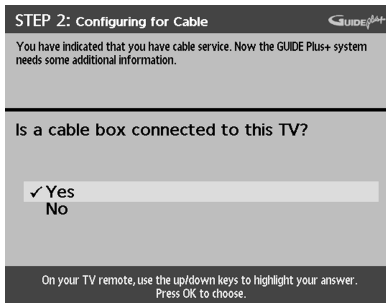 STEP 2: Configuring for Cable GUIDE plus+
You have indicated that you have cable service. Now the GUIDE Plus+ system
needs some additional information.
Is a cable box connected to this TV?
✓ Yes
No
On your TV remote, use the up/down keys to highlight your answer.
Press OK to choose.